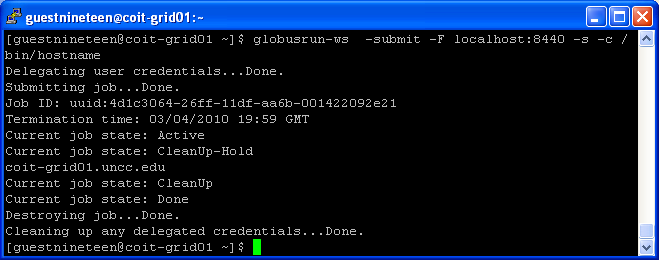 guestnineteen@coit-grid01:~
[guestnineteen@coit-grid01 ~]$ globusrun-ws  -submit -F localhost:8440 -s -c /
bin/hostname
Delegating user credentials...Done.
Submitting job...Done.
Job ID: uuid:4d1c3064-26ff-11df-aa6b-001422092e21
Termination time: 03/04/2010 19:59 GMT
Current job state: Active
Current job state: CleanUp-Hold
coit-grid01.uncc.edu
Current job state: CleanUp
Current job state: Done
Destroying job...Done.
Cleaning up any delegated credentials...Done.
[guestnineteen@coit-grid01 ~]$